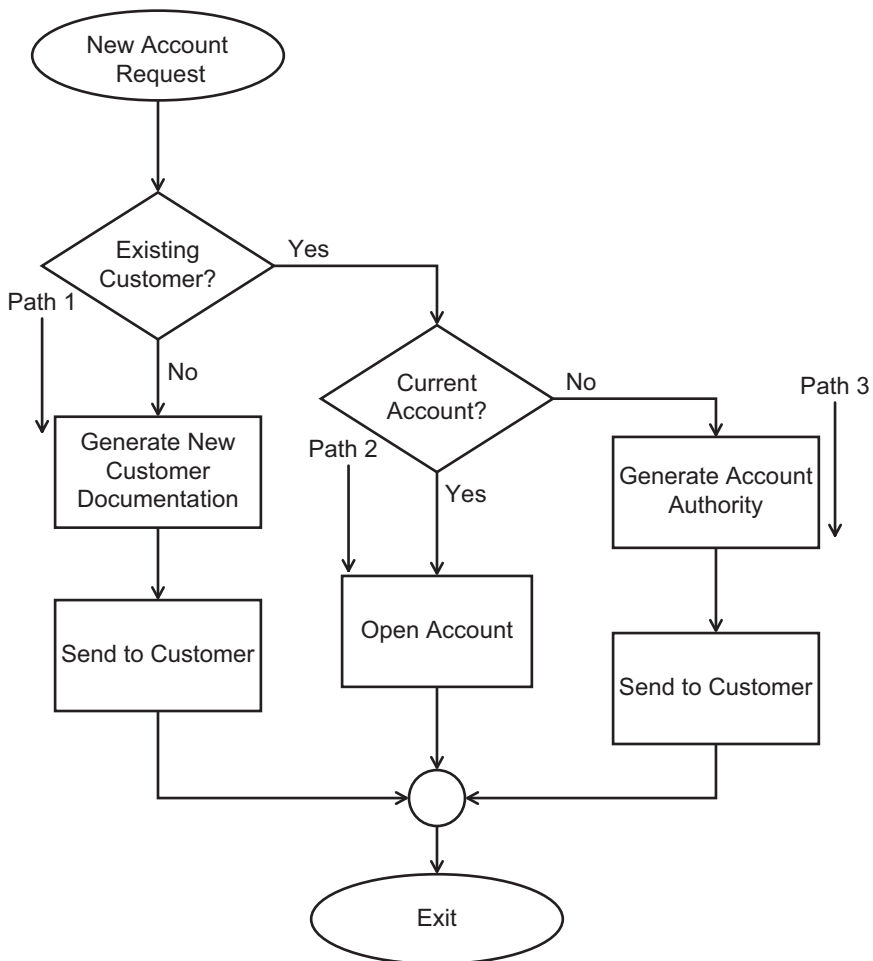 New Account
Request
Existing
Customer?
Yes
Path 1
No
Current
Account?
No
Path 3
Generate New
Customer
Documentation
Path 2
Yes
Generate Account
Authority
Send to Customer
Open Account
Send to Customer
Exit